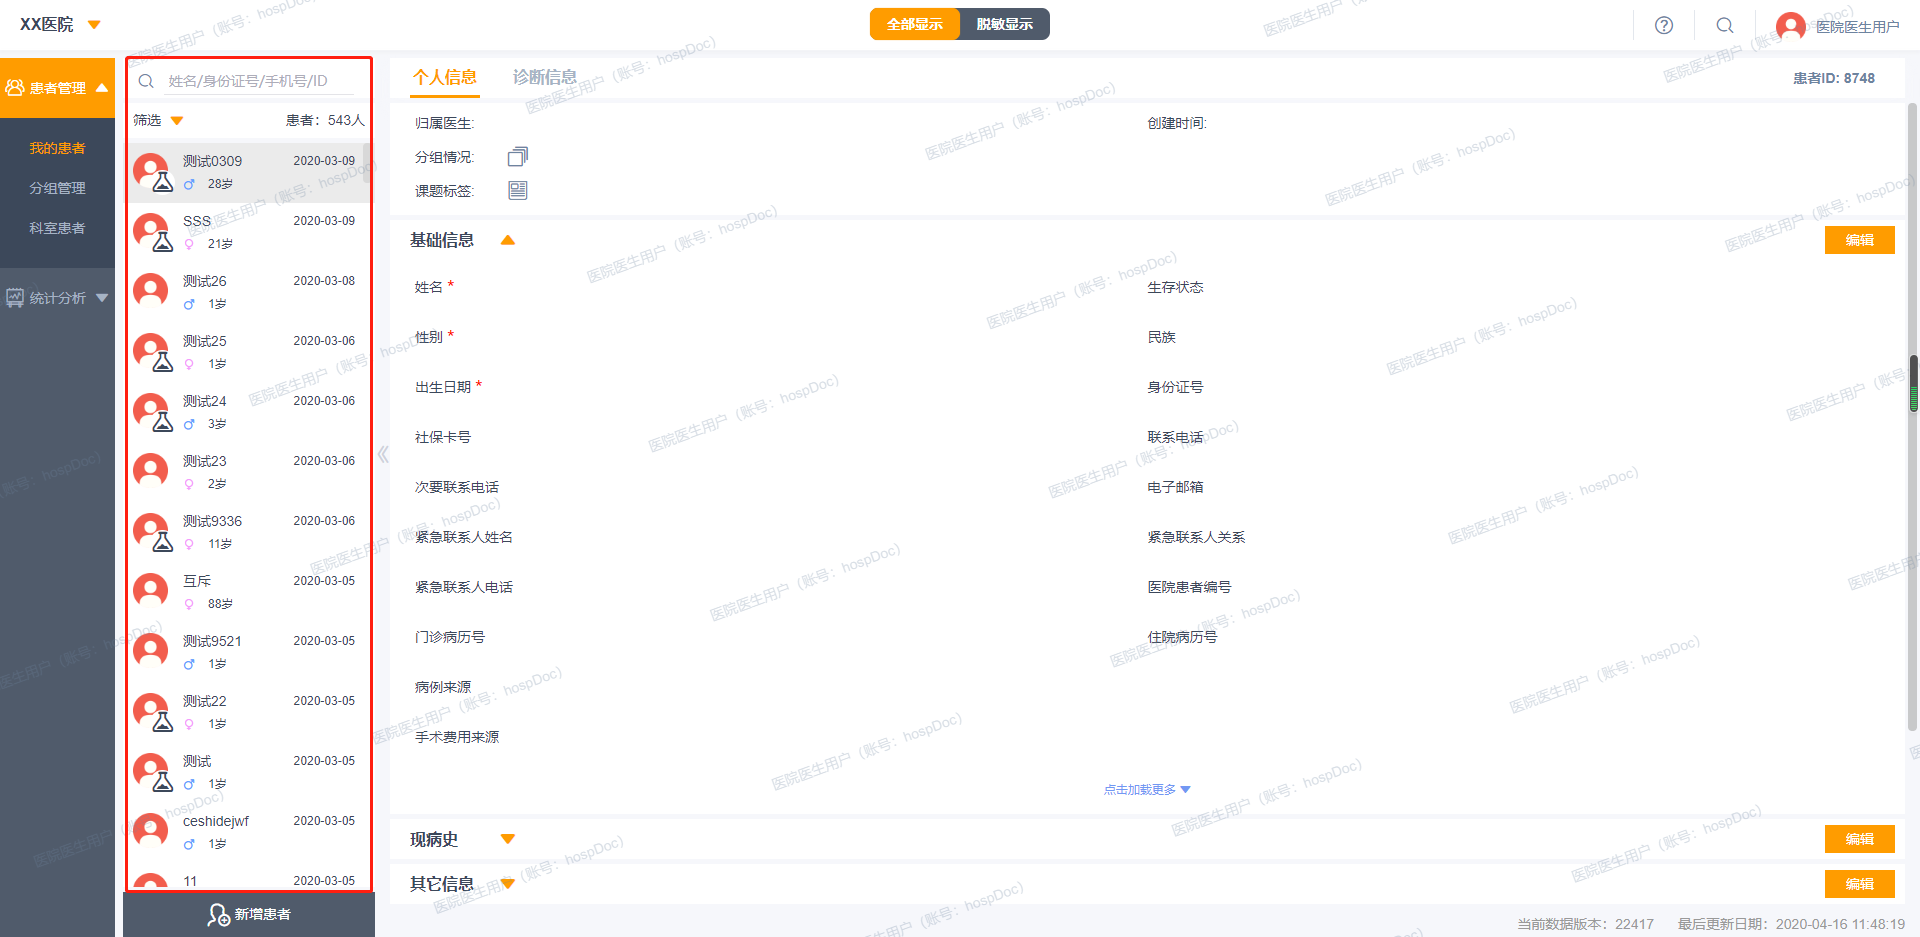 XX医院
全部显示
脱敏显示
医院医生用户
患者管理
我的患者
分组管理
科室患者
统计分析
姓名/身份证号/手机号/ID
筛选
患者：543人
测试0309 2020-03-09
28岁
SSS 2020-03-09
21岁
测试26 2020-03-08
1岁
测试25 2020-03-06
1岁
测试24 2020-03-06
3岁
测试23 2020-03-06
2岁
测试9336 2020-03-06
11岁
互斥 2020-03-05
88岁
测试9521 2020-03-05
1岁
测试22 2020-03-05
1岁
测试 2020-03-05
1岁
ceshidejwf 2020-03-05
1岁
11 2020-03-05
新增患者
个人信息
诊断信息
患者ID: 8748
归属医生:
创建时间:
分组情况:
课题标签:
基础信息
编辑
姓名 *
生存状态
性别 *
民族
出生日期 *
身份证号
社保卡号
联系电话
次要联系电话
电子邮箱
紧急联系人姓名
紧急联系人关系
紧急联系人电话
医院患者编号
门诊病历号
住院病历号
病例来源
手术费用来源
点击加载更多
现病史
编辑
其它信息
编辑
当前数据版本：22417
最后更新日期：2020-04-16 11:48:19
医院医生用户（账号：hospDoc）